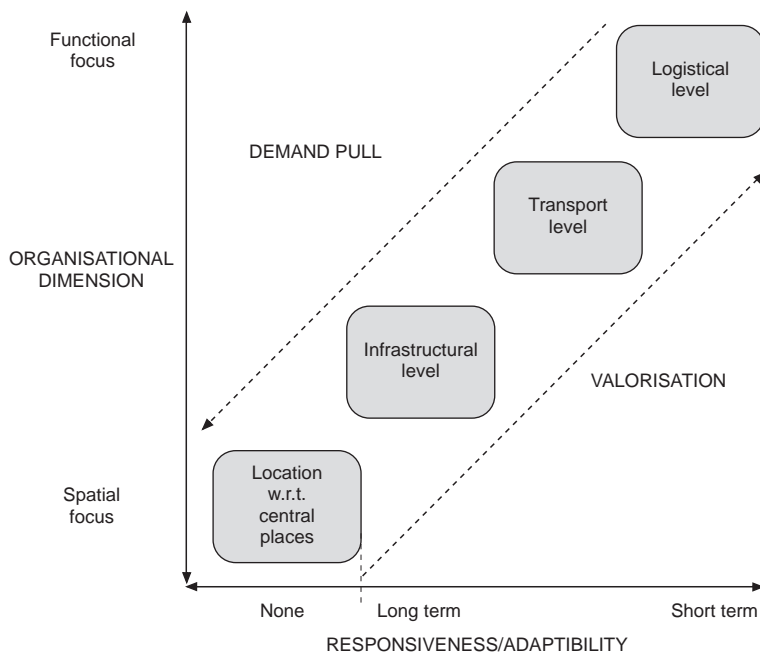 Functional
focus
Logistical
level
DEMAND PULL
Transport
level
ORGANISATIONAL
DIMENSION
Infrastructural
level
VALORISATION
Location
w.r.t.
central
places
Spatial
focus
None
Long term
Short term
RESPONSIVENESS/ADAPTIBILITY